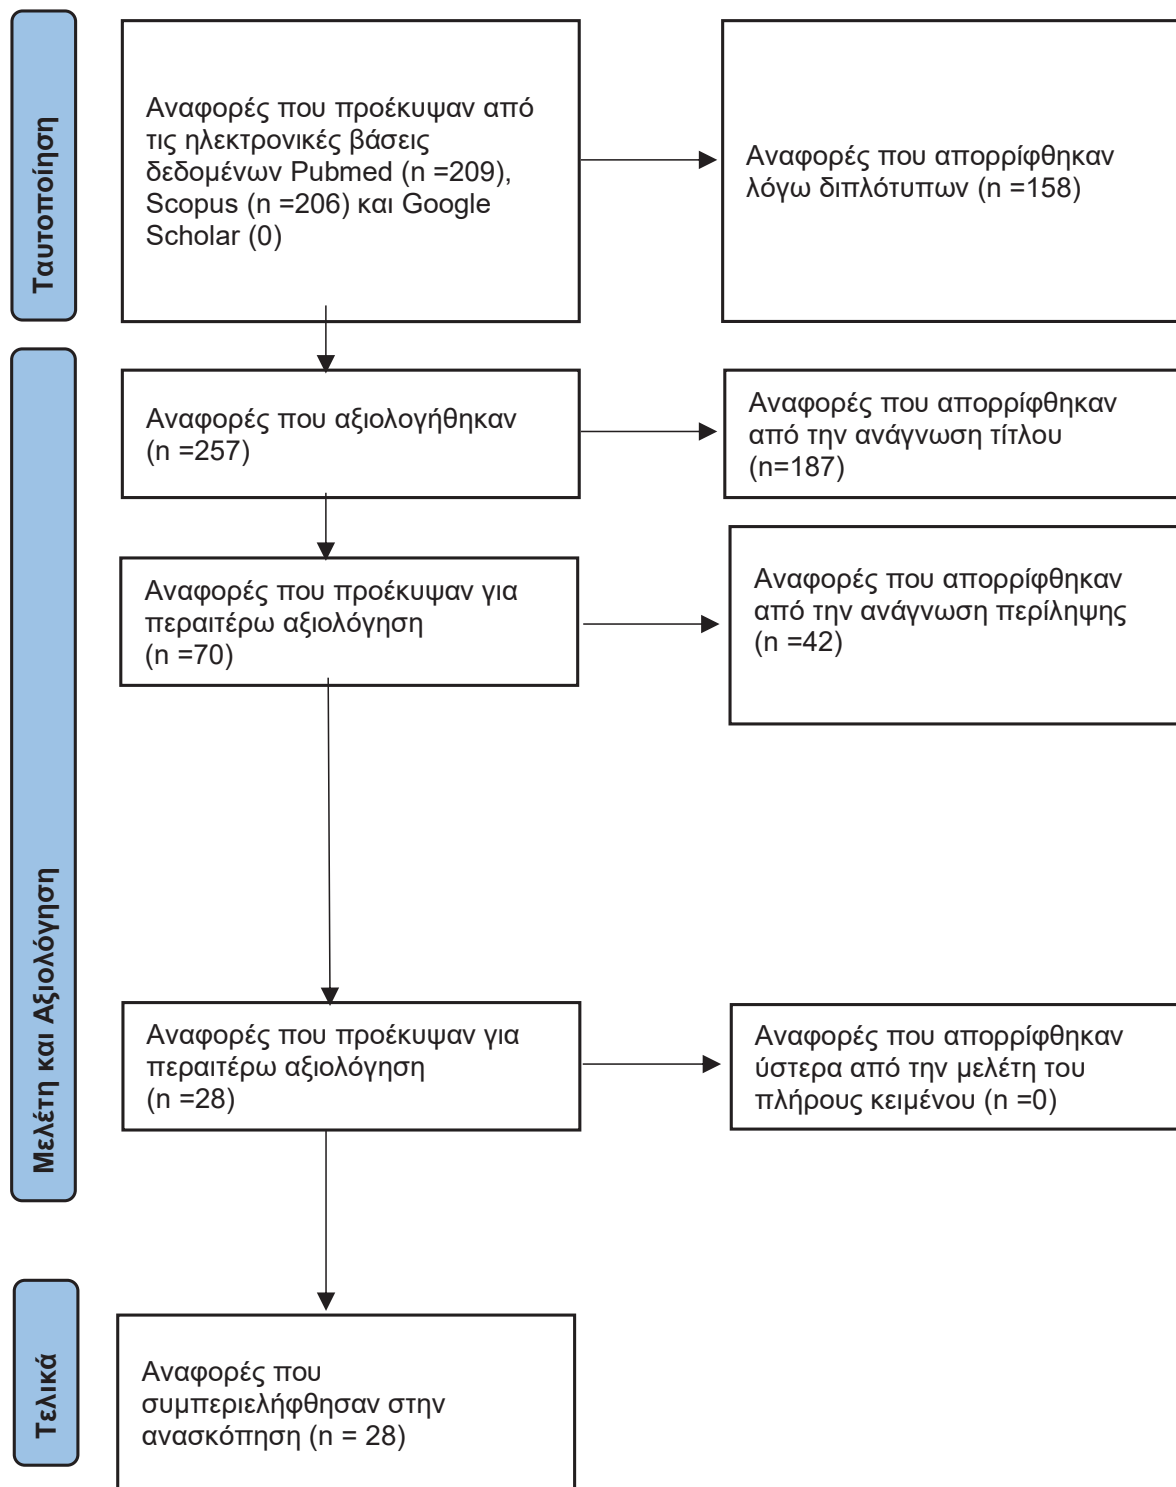 Ταυτοποίηση
Αναφορές που προέκυψαν από
τις ηλεκτρονικές βάσεις
δεδομένων Pubmed (n =209),
Scopus (n =206) και Google
Scholar (0)
Αναφορές που απορρίφθηκαν
λόγω διπλότυπων (n =158)
Μελέτη και Αξιολόγηση
Αναφορές που αξιολογήθηκαν
(n =257)
Αναφορές που απορρίφθηκαν
από την ανάγνωση τίτλου
(n=187)
Αναφορές που προέκυψαν για
περαιτέρω αξιολόγηση
(n =70)
Αναφορές που απορρίφθηκαν
από την ανάγνωση περίληψης
(n =42)
Αναφορές που προέκυψαν για
περαιτέρω αξιολόγηση
(n =28)
Αναφορές που απορρίφθηκαν
ύστερα από την μελέτη του
πλήρους κειμένου (n =0)
Τελικά
Αναφορές που
συμπεριελήφθησαν στην
ανασκόπηση (n = 28)